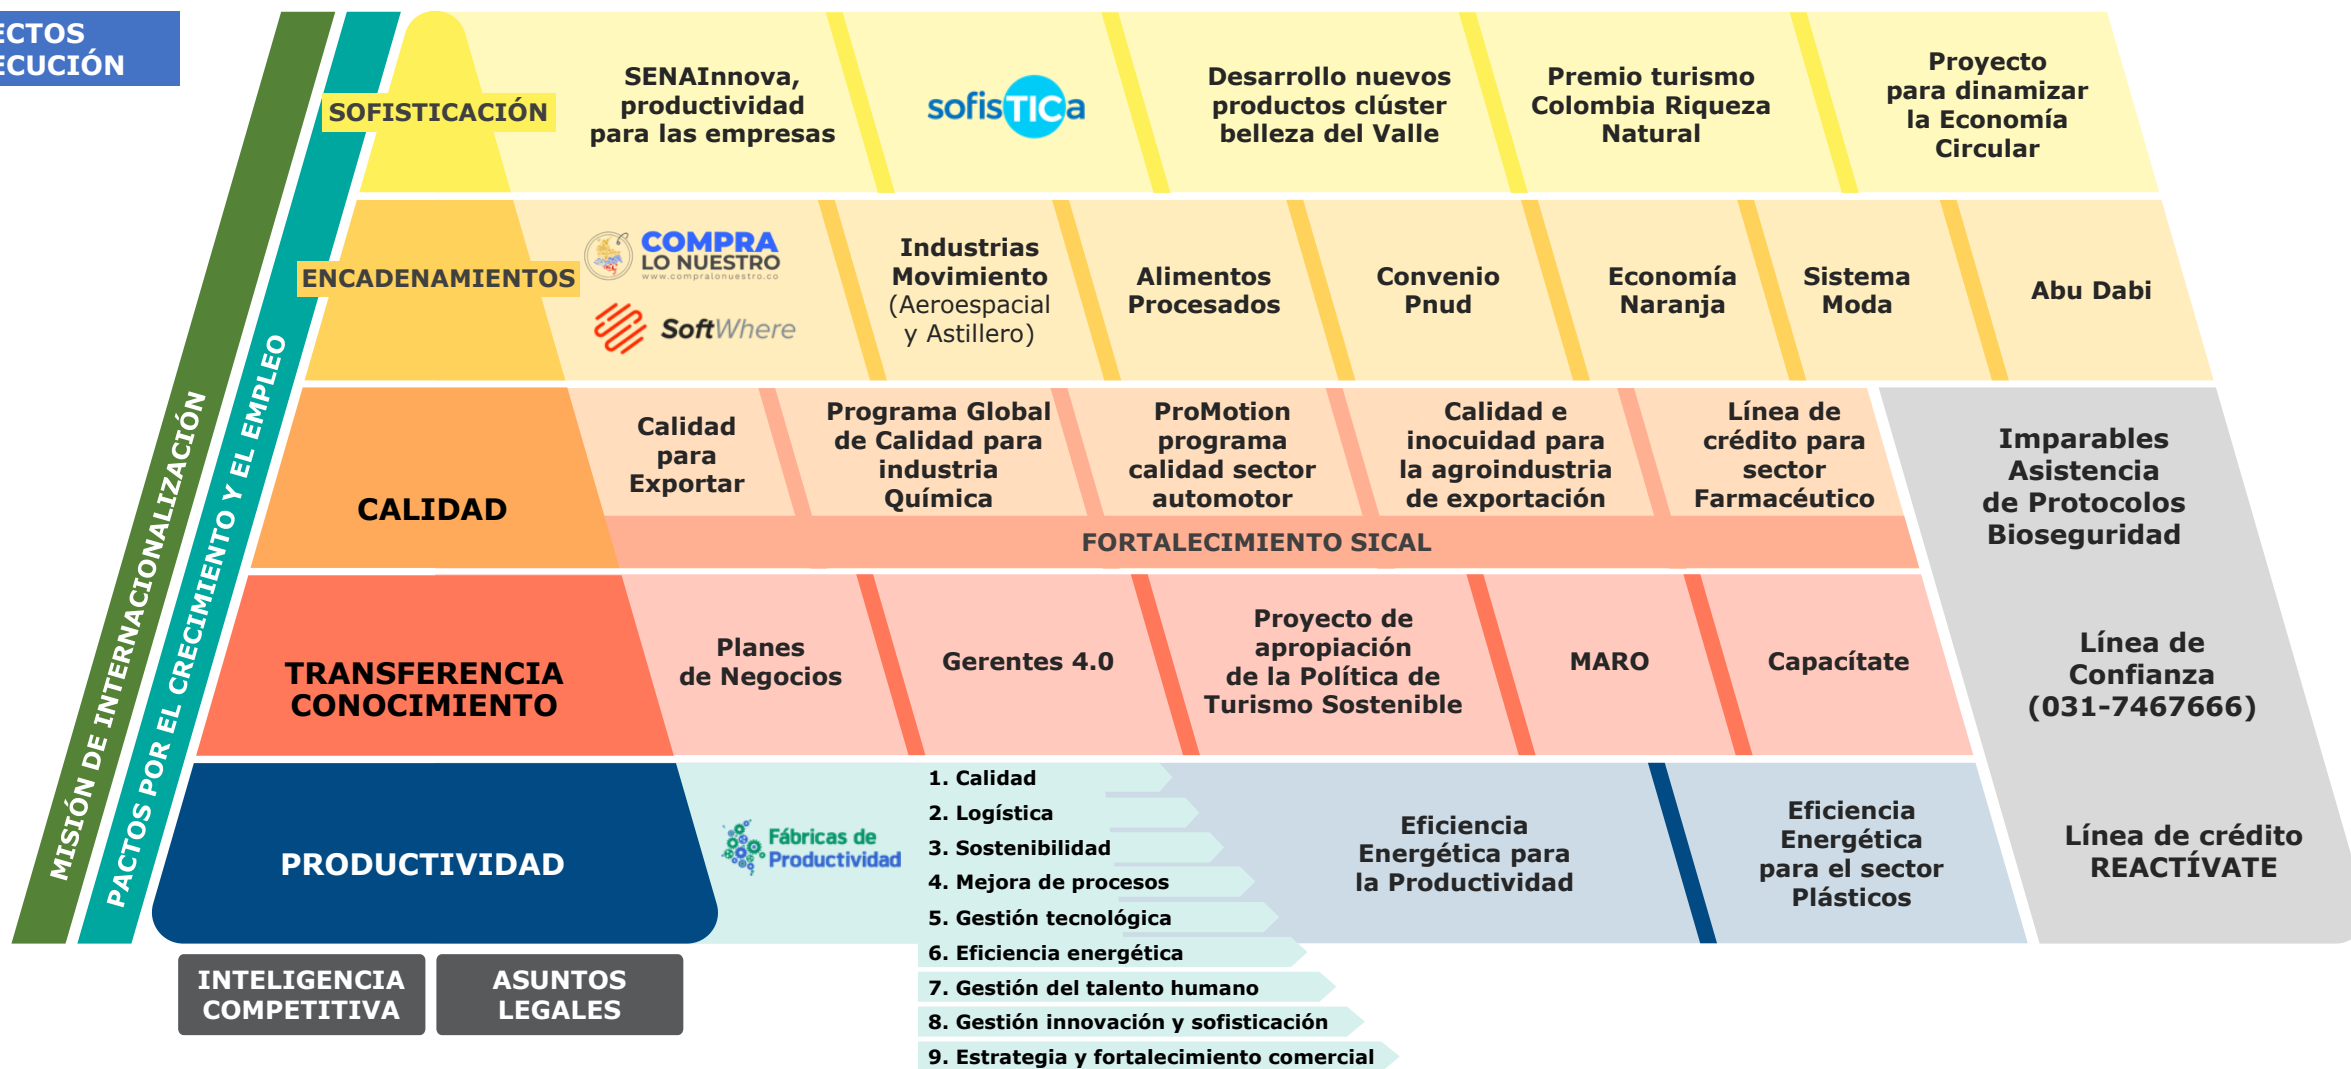 ECTOS
ECUCIÓN
MISIÓN DE INTERNACIONALIZACIÓN
PACTOS POR EL CRECIMIENTO Y EL EMPLEO
SOFISTICACIÓN
SENAInnova,
productividad
para las empresas
sofisTICa
Desarrollo nuevos
productos clúster
belleza del Valle
Premio turismo
Colombia Riqueza
Natural
Proyecto
para dinamizar
la Economía
Circular
ENCADENAMIENTOS
COMPRA
LO NUESTRO
www.compralonuestro.co
SoftWhere
Industrias
Movimiento
(Aeroespacial
y Astillero)
Alimentos
Procesados
Convenio
Pnud
Economía
Naranja
Sistema
Moda
Abu Dabi
CALIDAD
Calidad
para
Exportar
Programa Global
de Calidad para
industria
Química
ProMotion
programa
calidad sector
automotor
Calidad e
inocuidad para
la agroindustria
de exportación
Línea de
crédito para
sector
Farmacéutico
FORTALECIMIENTO SICAL
Imparables
Asistencia
de Protocolos
Bioseguridad
Línea de
Confianza
(031-7467666)
Línea de crédito
REACTÍVATE
TRANSFERENCIA
CONOCIMIENTO
Planes
de Negocios
Gerentes 4.0
Proyecto de
apropiación
de la Política de
Turismo Sostenible
MARO
Capacítate
PRODUCTIVIDAD
Fábricas de
Productividad
1. Calidad
2. Logística
3. Sostenibilidad
4. Mejora de procesos
5. Gestión tecnológica
6. Eficiencia energética
7. Gestión del talento humano
8. Gestión innovación y sofisticación
9. Estrategia y fortalecimiento comercial
Eficiencia
Energética para
la Productividad
Eficiencia
Energética
para el sector
Plásticos
INTELIGENCIA
COMPETITIVA
ASUNTOS
LEGALES